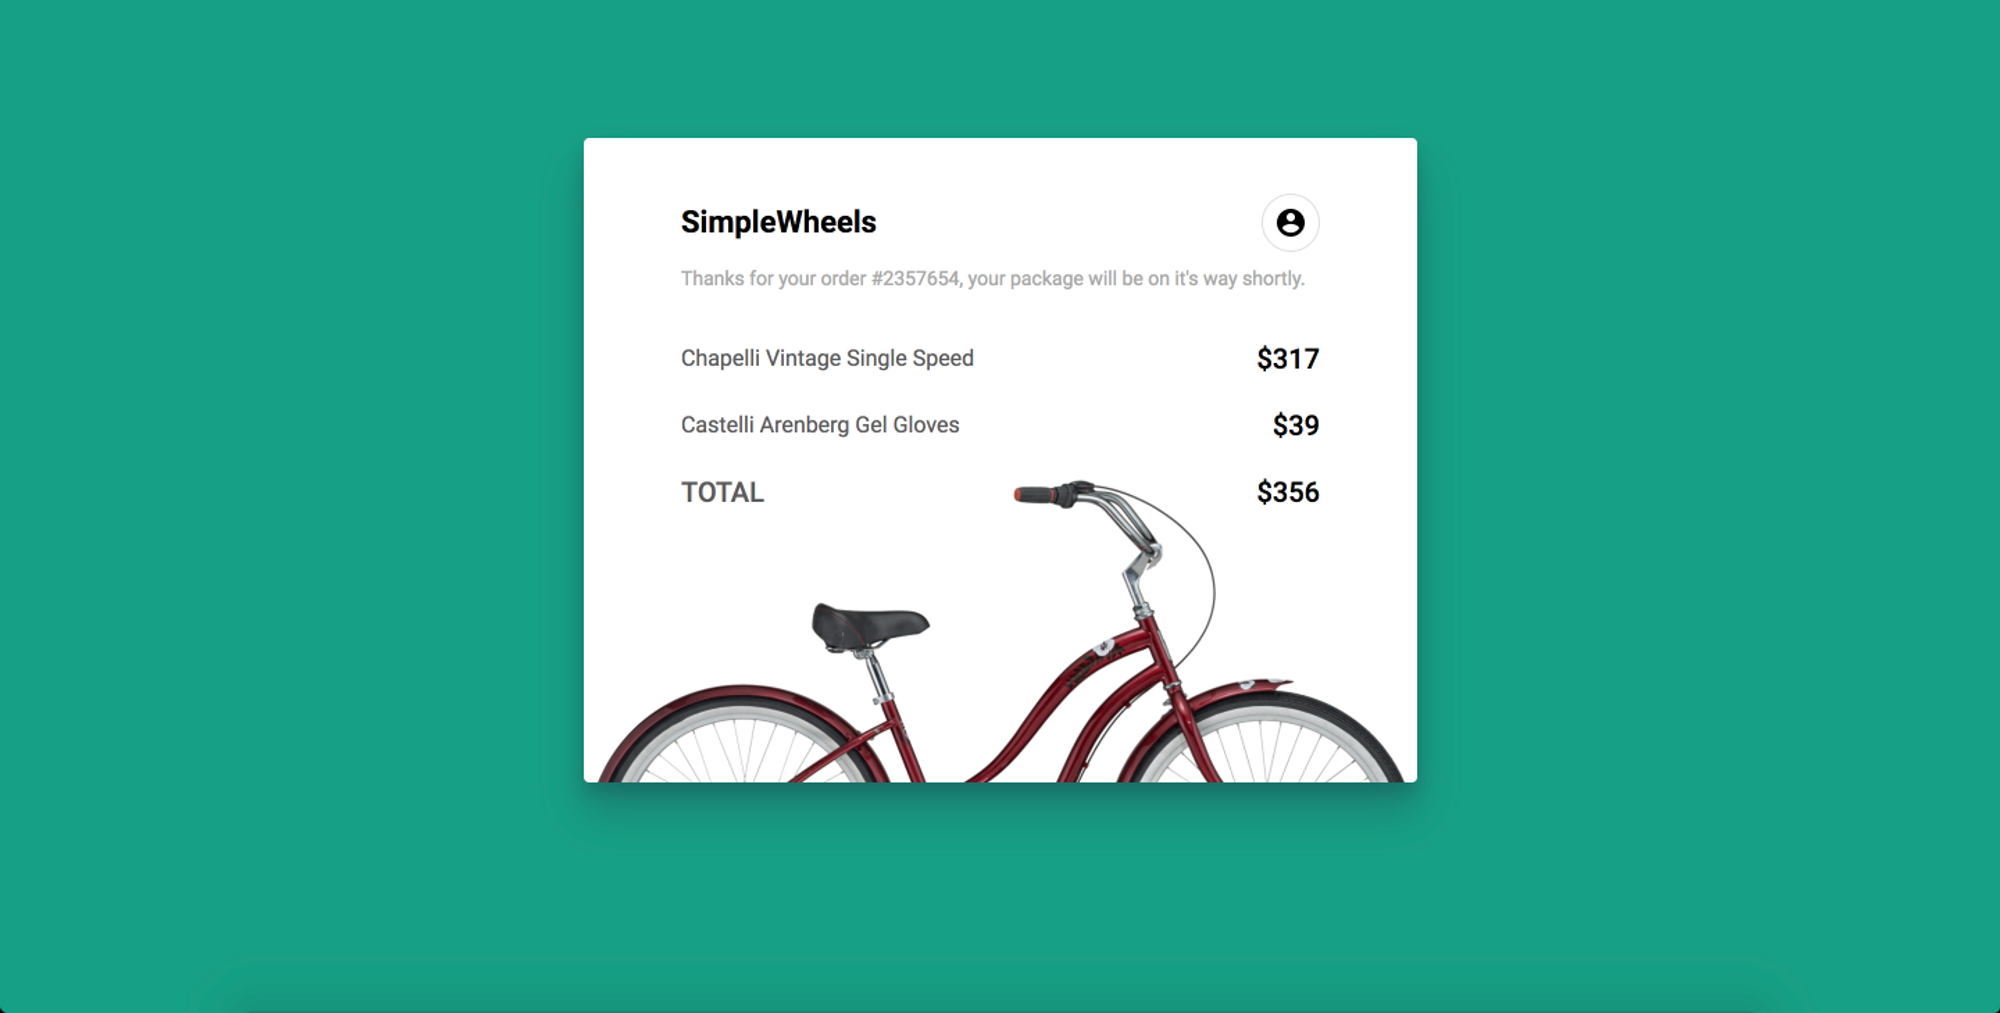 SimpleWheels
Thanks for your order #2357654, your package will be on it's way shortly.
Chapelli Vintage Single Speed $317
Castelli Arenberg Gel Gloves $39
TOTAL $356